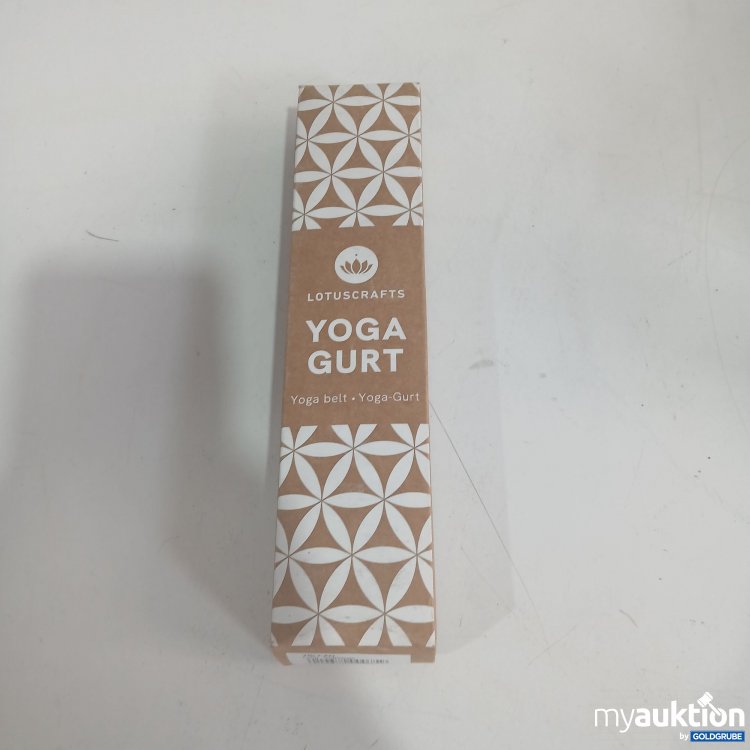 LOTUSCRAFTS
YOGA
GURT
Yoga belt • Yoga-Gurt
myauktion
by GOLDGRUBE